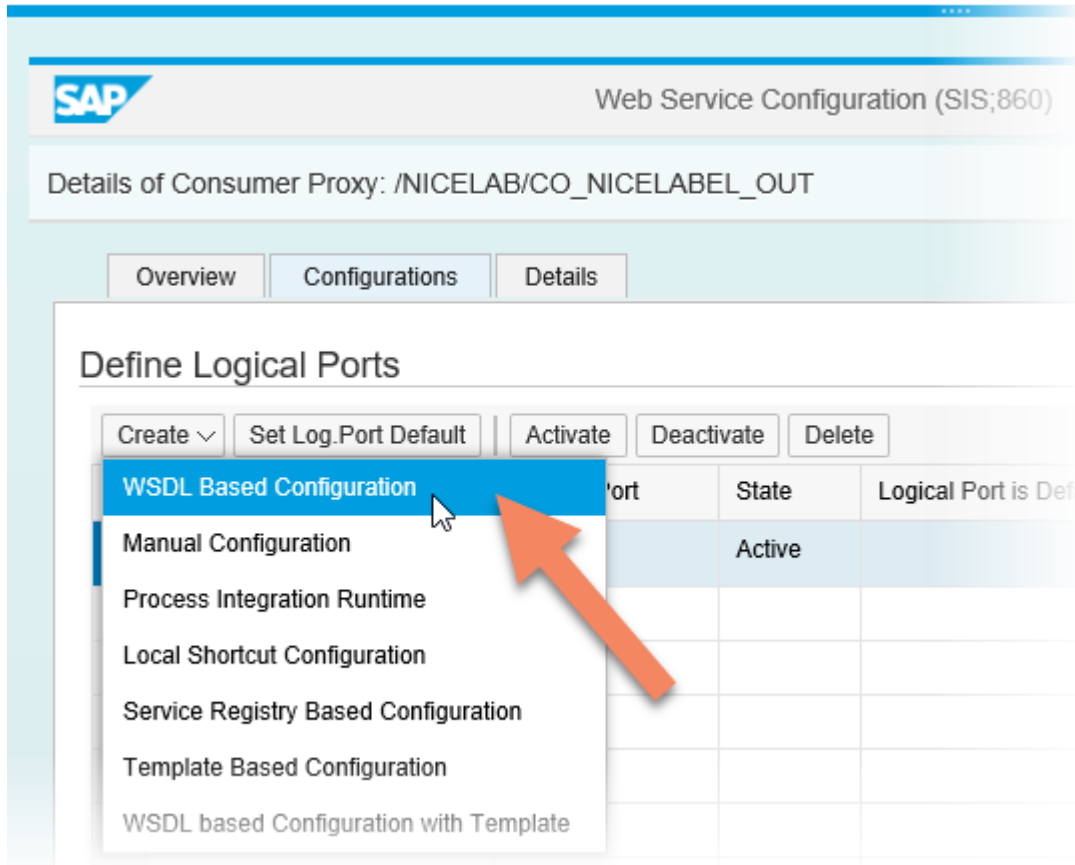 SAP
Web Service Configuration (SIS;860)
Details of Consumer Proxy: /NICELAB/CO_NICELABEL_OUT
Overview Configurations Details
Define Logical Ports
Create Set Log.Port Default Activate Deactivate Delete
WSDL Based Configuration 'ort State Logical Port is Def
Manual Configuration Active
Process Integration Runtime
Local Shortcut Configuration
Service Registry Based Configuration
Template Based Configuration
WSDL based Configuration with Template